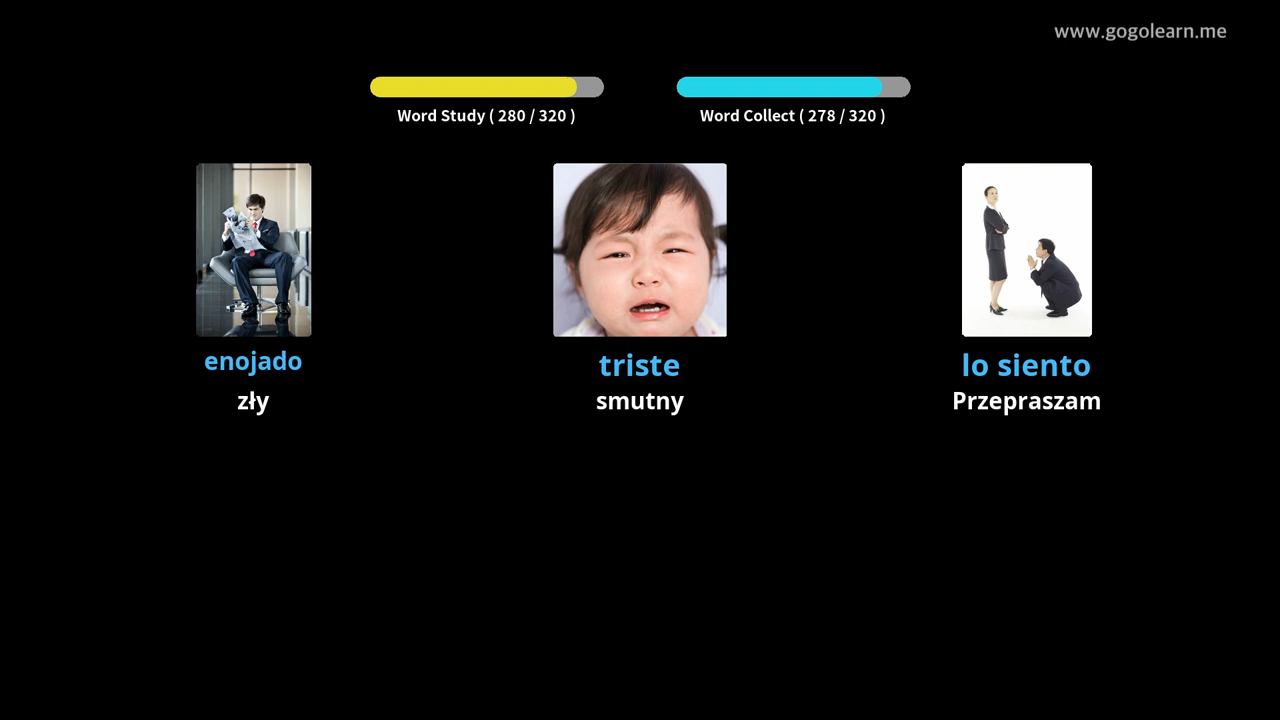 www.gogolearn.me
Word Study ( 280 / 320 )
Word Collect ( 278 / 320 )
enojado
triste
lo siento
zły
smutny
Przepraszam